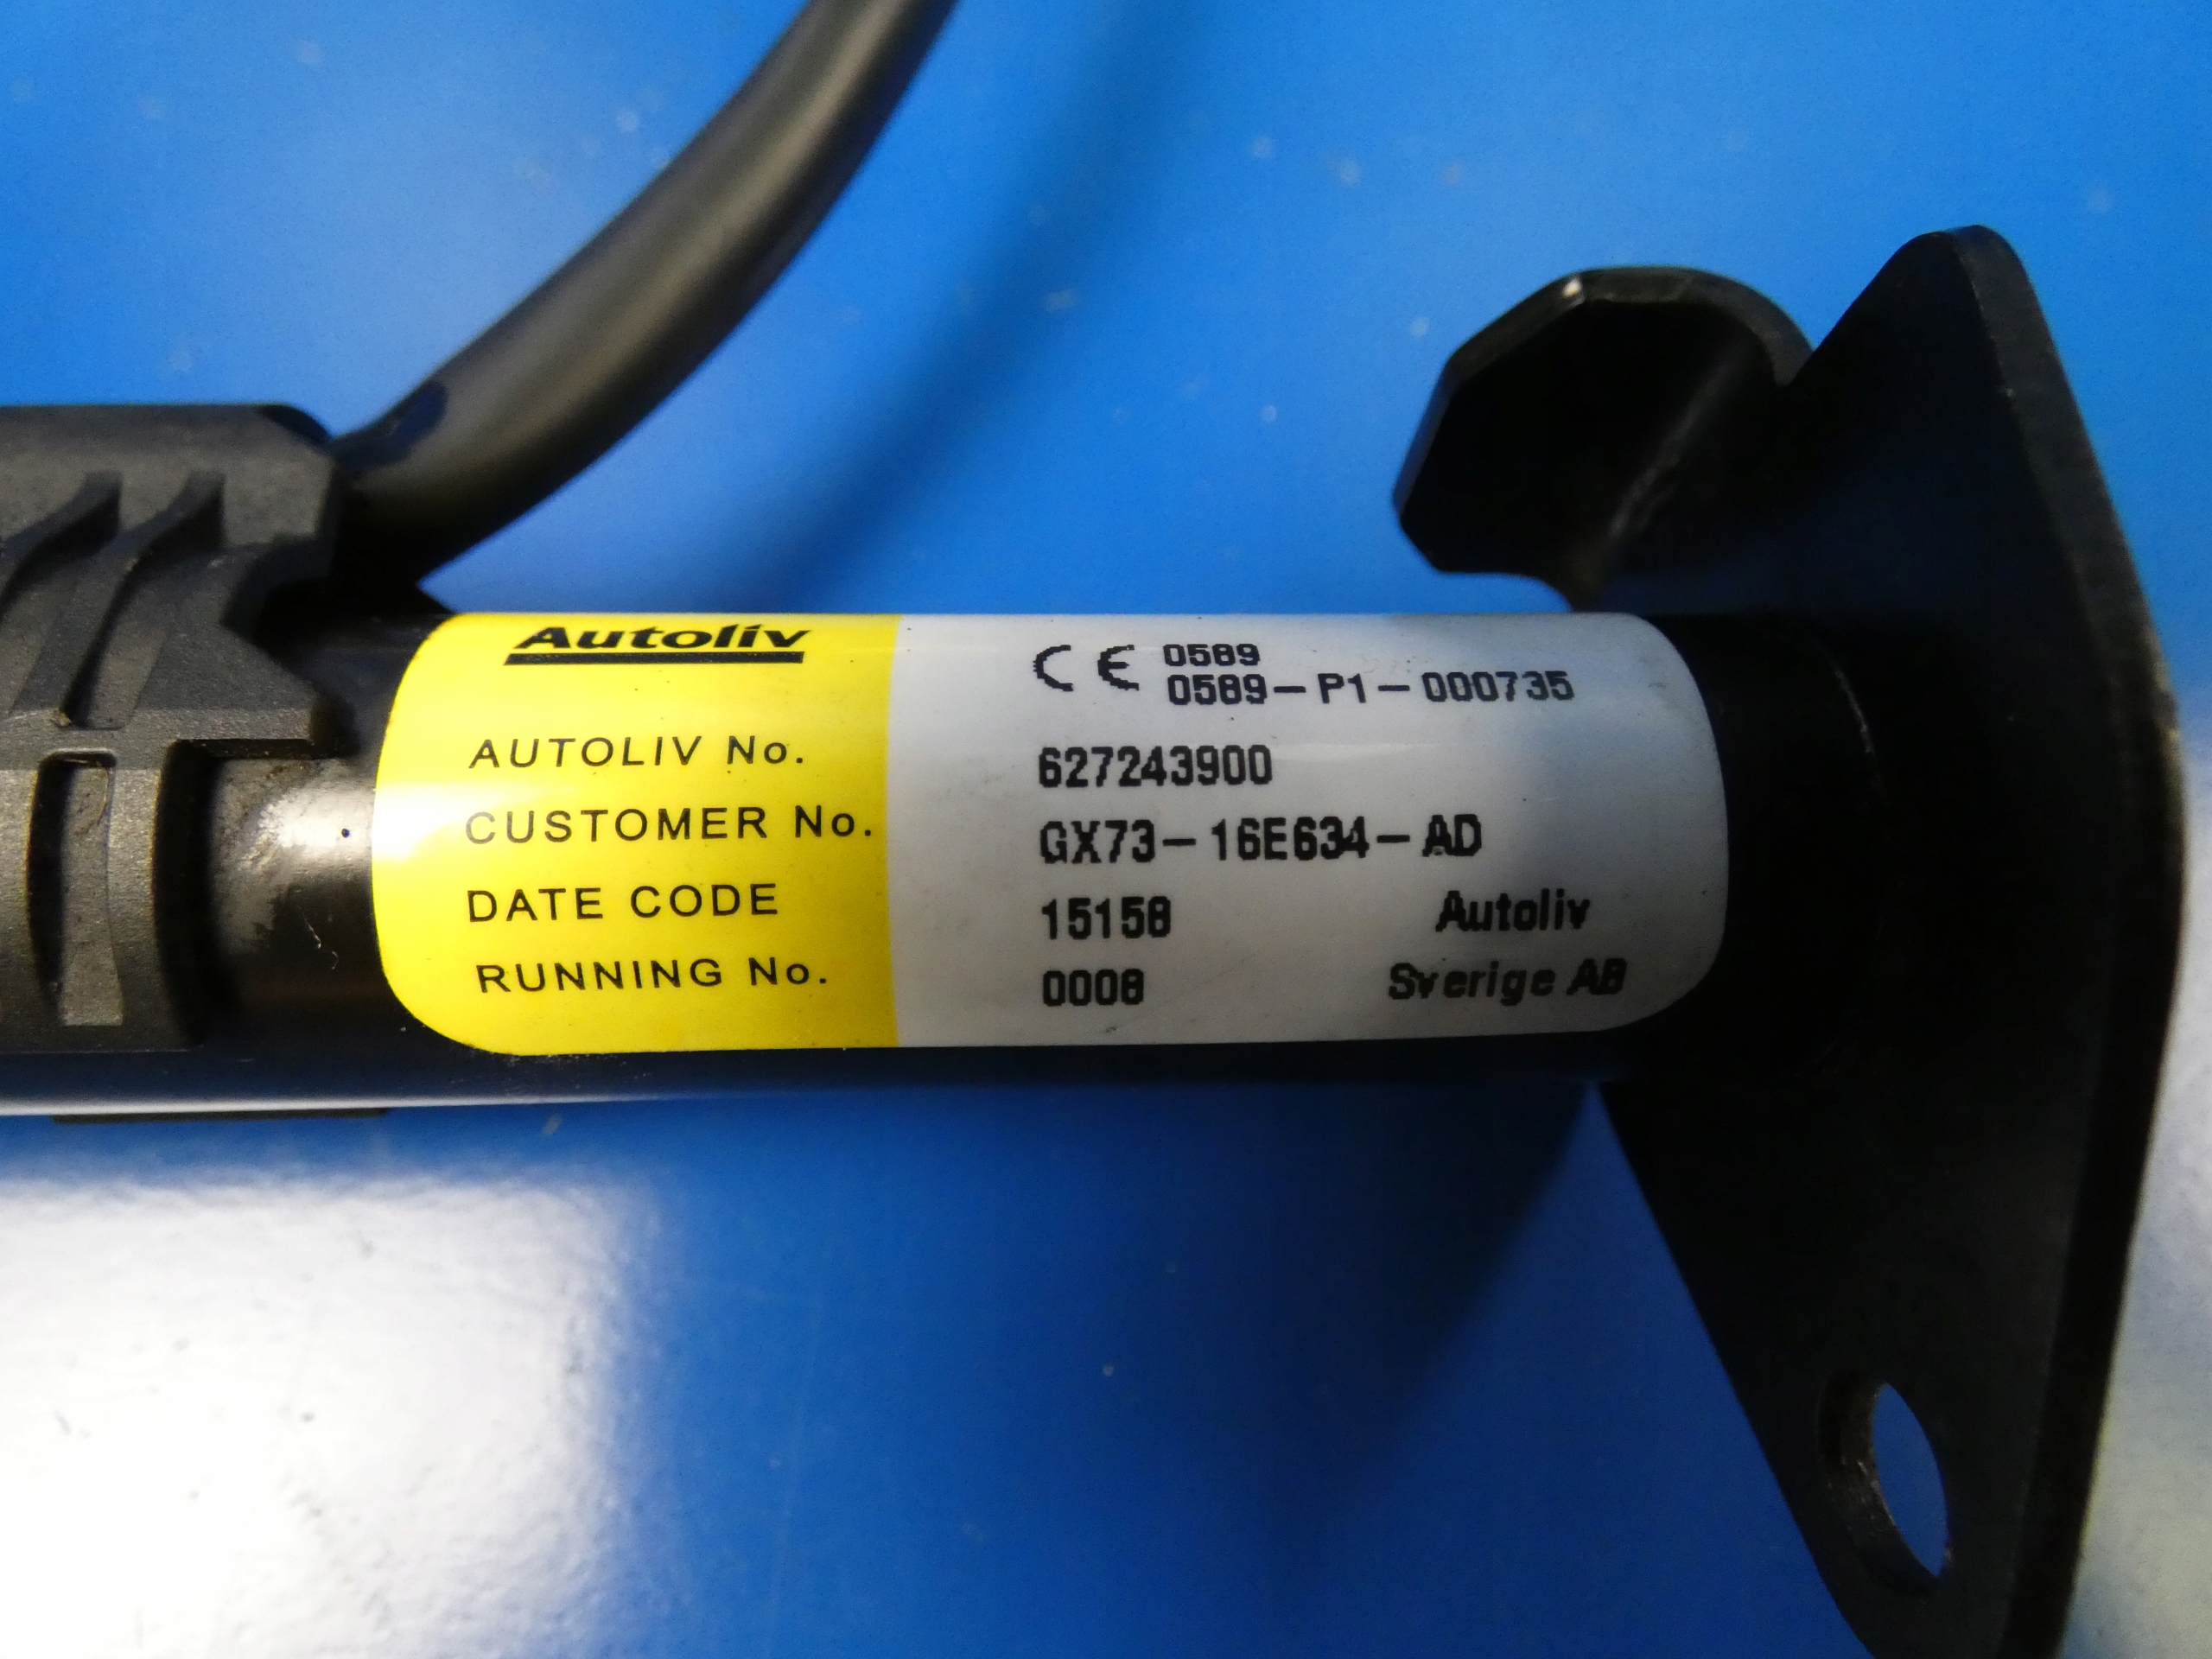 Autoliv
CE 0589
0589-P1-000735
AUTOLIV No. 627243900
CUSTOMER No. GX73-16E634-AD
DATE CODE 15158 Autoliv
RUNNING No. 0008 Sverige AB